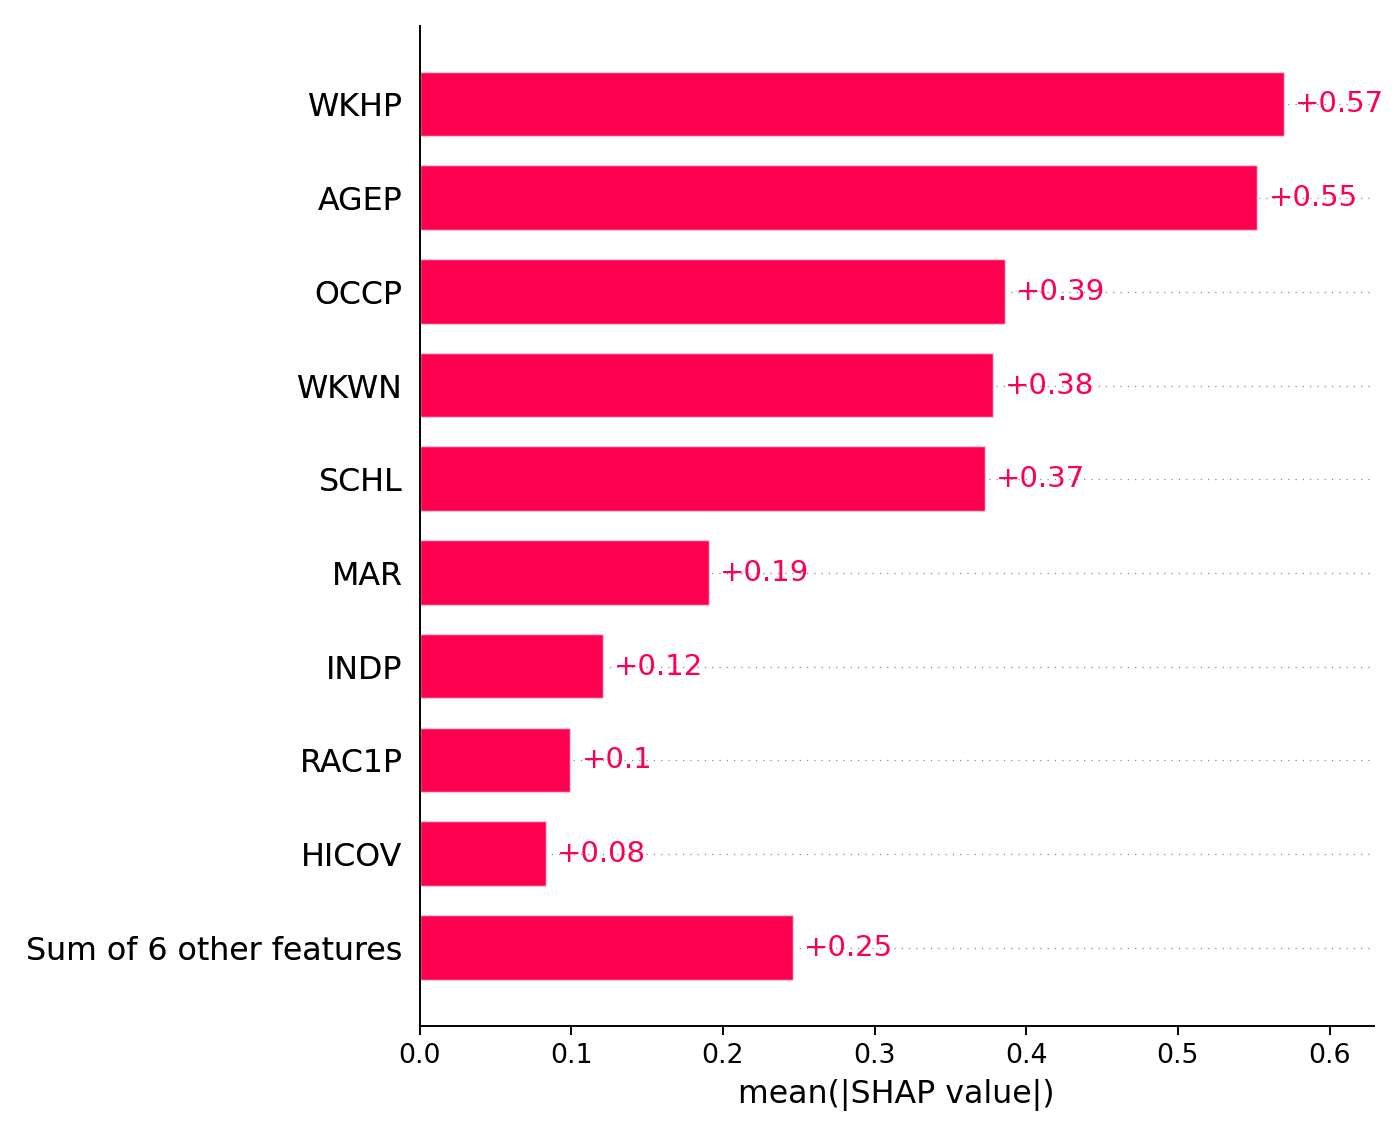 WKHP +0.57
AGEP +0.55
OCCP +0.39
WKWN +0.38
SCHL +0.37
MAR +0.19
INDP +0.12
RAC1P +0.1
HICOV +0.08
Sum of 6 other features +0.25
0.0 0.1 0.2 0.3 0.4 0.5 0.6
mean(|SHAP value|)